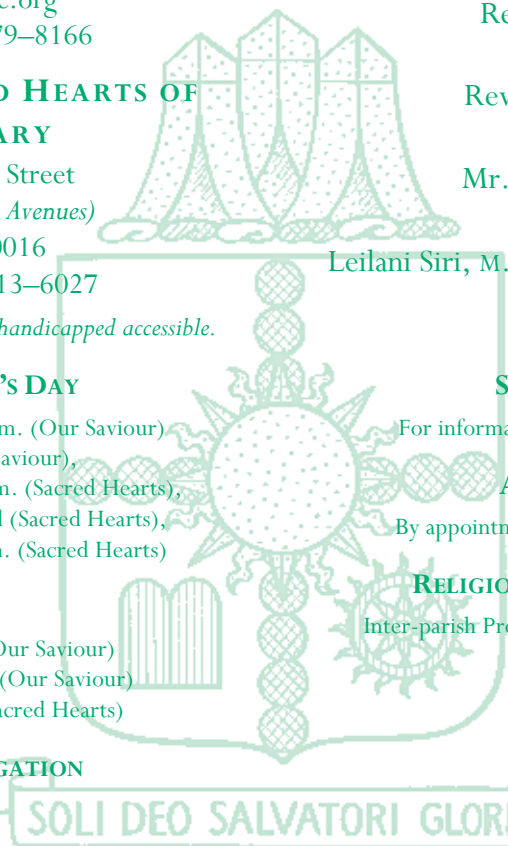 c.org
79–8166
D HEARTS OF
ARY
Street
Avenues)
0016
13–6027
handicapped accessible.
’S DAY
m. (Our Saviour)
aviour),
m. (Sacred Hearts),
l (Sacred Hearts),
n. (Sacred Hearts)
Our Saviour)
(Our Saviour)
acred Hearts)
GATION
Re
Rev
Mr.
Leilani Siri, M.
S
For informa
A
By appointm
RELIGIO
Inter-parish Pro
SOLI DEO SALVATORI GLORI